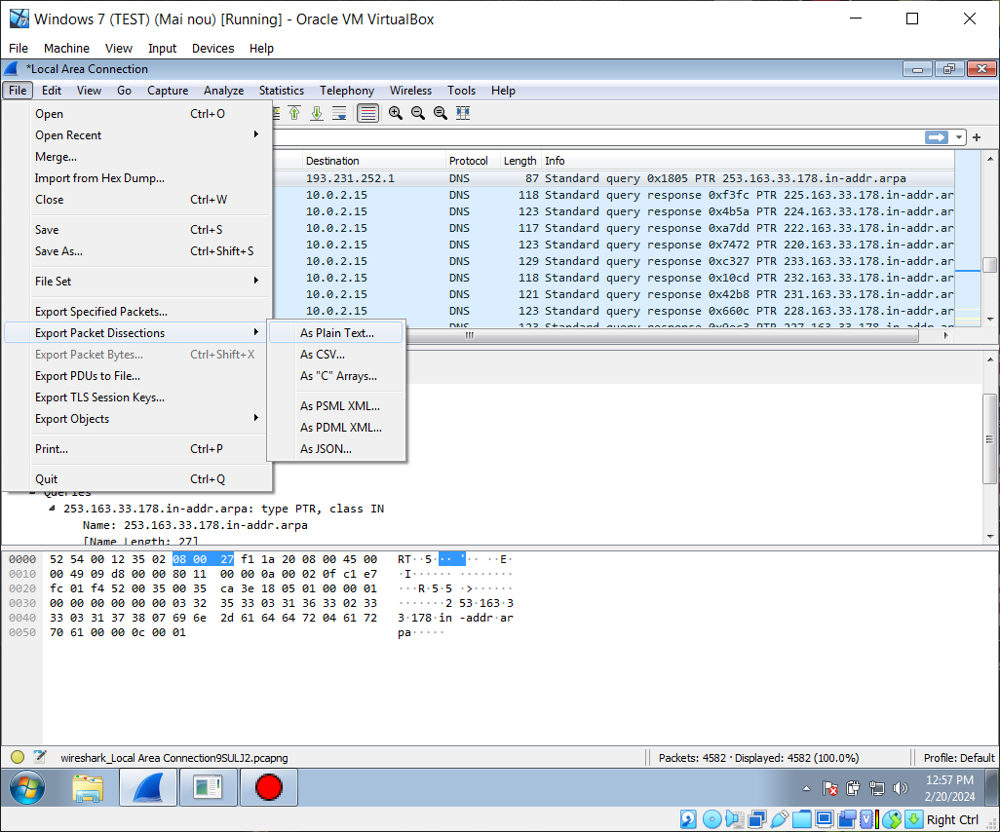 Windows 7 (TEST) (Mai nou) [Running] - Oracle VM VirtualBox
File Machine View Input Devices Help
*Local Area Connection
File Edit View Go Capture Analyze Statistics Telephony Wireless Tools Help
Open Ctrl+O
Open Recent
Merge...
Import from Hex Dump...
Close Ctrl+W
Save Ctrl+S
Save As... Ctrl+Shift+S
File Set
Export Specified Packets...
Export Packet Dissections
Export Packet Bytes... Ctrl+Shift+X
Export PDUs to File...
Export TLS Session Keys...
Export Objects
Print... Ctrl+P
Quit Ctrl+Q
As Plain Text...
As CSV...
As "C" Arrays...
As PSML XML...
As PDML XML...
As JSON...
Destination Protocol Length Info
193.231.252.1 DNS 87 Standard query 0x1805 PTR 253.163.33.178.in-addr.arpa
10.0.2.15 DNS 118 Standard query response 0xf3fc PTR 225.163.33.178.in-addr.ar
10.0.2.15 DNS 123 Standard query response 0x4b5a PTR 224.163.33.178.in-addr.ar
10.0.2.15 DNS 117 Standard query response 0xa7dd PTR 222.163.33.178.in-addr.ar
10.0.2.15 DNS 123 Standard query response 0x7472 PTR 220.163.33.178.in-addr.ar
10.0.2.15 DNS 129 Standard query response 0xc327 PTR 233.163.33.178.in-addr.ar
10.0.2.15 DNS 118 Standard query response 0x10cd PTR 232.163.33.178.in-addr.ar
10.0.2.15 DNS 121 Standard query response 0x42b8 PTR 231.163.33.178.in-addr.ar
10.0.2.15 DNS 123 Standard query response 0x660c PTR 228.163.33.178.in-addr.ar
Queries
253.163.33.178.in-addr.arpa: type PTR, class IN
Name: 253.163.33.178.in-addr.arpa
[Name Length: 27]
0000 52 54 00 12 35 02 08 00 27 f1 1a 20 08 00 45 00 RT··5···'·· ··E·
0010 00 49 09 d8 00 00 80 11 00 00 0a 00 02 0f c1 e7 ·I······ ········
0020 fc 01 f4 52 00 35 00 35 ca 3e 18 05 01 00 00 01 ···R·5·5 ·>······
0030 00 00 00 00 00 00 03 32 35 33 03 31 36 33 02 33 ·······2 53·163·3
0040 33 03 31 37 38 07 69 6e 2d 61 64 64 72 04 61 72 3·178·in -addr·ar
0050 70 61 00 00 0c 00 01 pa·····
wireshark_Local Area Connection9SULJ2.pcapng Packets: 4582 · Displayed: 4582 (100.0%) Profile: Default
12:57 PM
2/20/2024
Right Ctrl